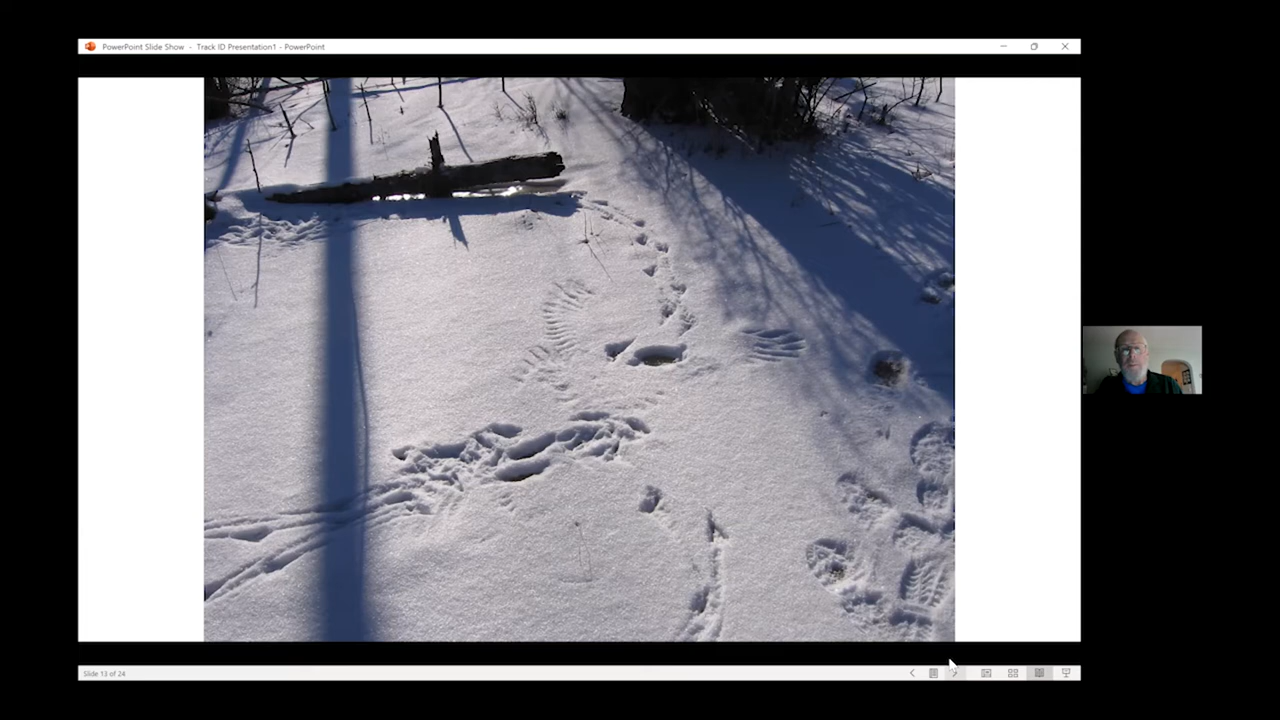 PowerPoint Slide Show - Track ID Presentation1 - PowerPoint
Slide 13 of 24